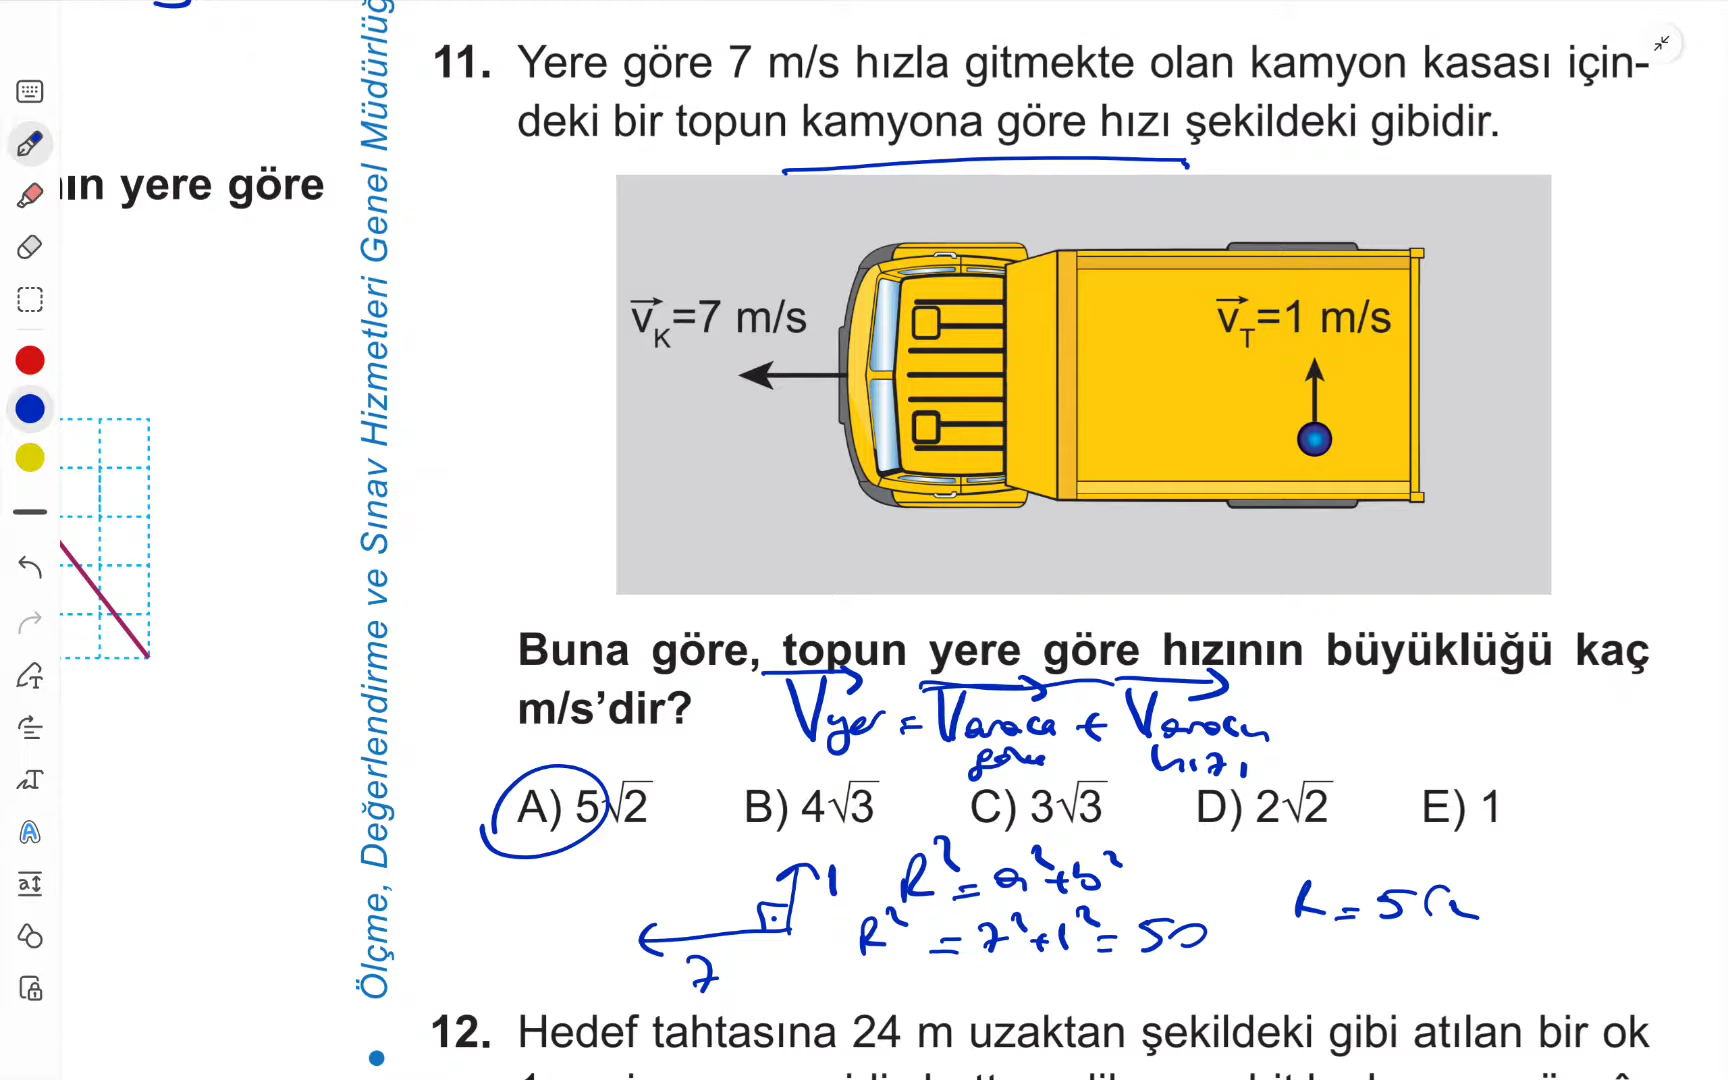 ın yere göre
Ölçme, Değerlendirme ve Sınav Hizmetleri Genel Müdürlüğ
11. Yere göre 7 m/s hızla gitmekte olan kamyon kasası için-
deki bir topun kamyona göre hızı şekildeki gibidir.
v⃗K=7 m/s
v⃗T=1 m/s
Buna göre, topun yere göre hızının büyüklüğü kaç
m/s’dir?
Vyer = Varaca göre + Varacın hızı
A) 5√2 B) 4√3 C) 3√3 D) 2√2 E) 1
1
7
R² = a² + b²
R² = 7² + 1² = 50
R = 5√2
12. Hedef tahtasına 24 m uzaktan şekildeki gibi atılan bir ok